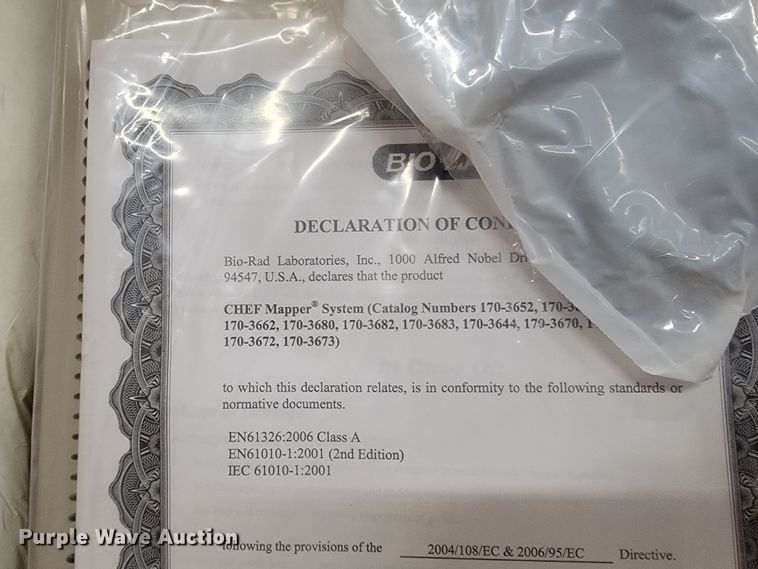 BIO
DECLARATION OF CON
Bio-Rad Laboratories, Inc., 1000 Alfred Nobel
94547, U.S.A., declares that the product
CHEF Mapper® System (Catalog Numbers 170-3652,
170-3662, 170-3680, 170-3682, 170-3683, 170-3644, 170-3670,
170-3672, 170-3673)
In Case Of:
to which this declaration relates, is in conformity to the following standards or
normative documents.
EN61326:2006 Class A
EN61010-1:2001 (2nd Edition)
IEC 61010-1:2001
following the provisions of the 2004/108/EC & 2006/95/EC Directive.
Purple Wave Auction